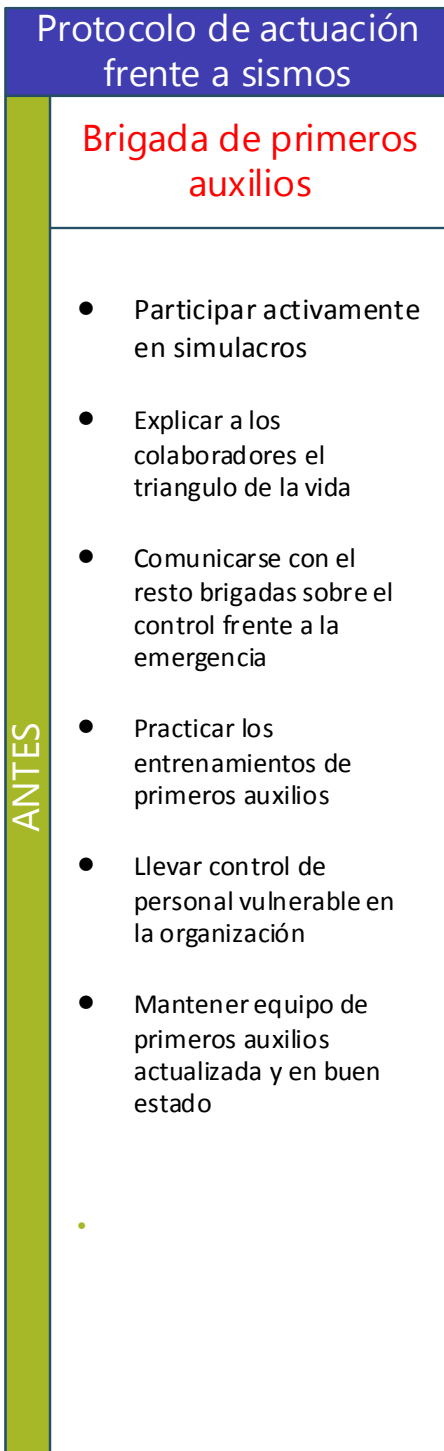 Protocolo de actuación
frente a sismos
Brigada de primeros
auxilios
ANTES
● Participar activamente
en simulacros
● Explicar a los
colaboradores el
triangulo de la vida
● Comunicarse con el
resto brigadas sobre el
control frente a la
emergencia
● Practicar los
entrenamientos de
primeros auxilios
● Llevar control de
personal vulnerable en
la organización
● Mantener equipo de
primeros auxilios
actualizada y en buen
estado
•